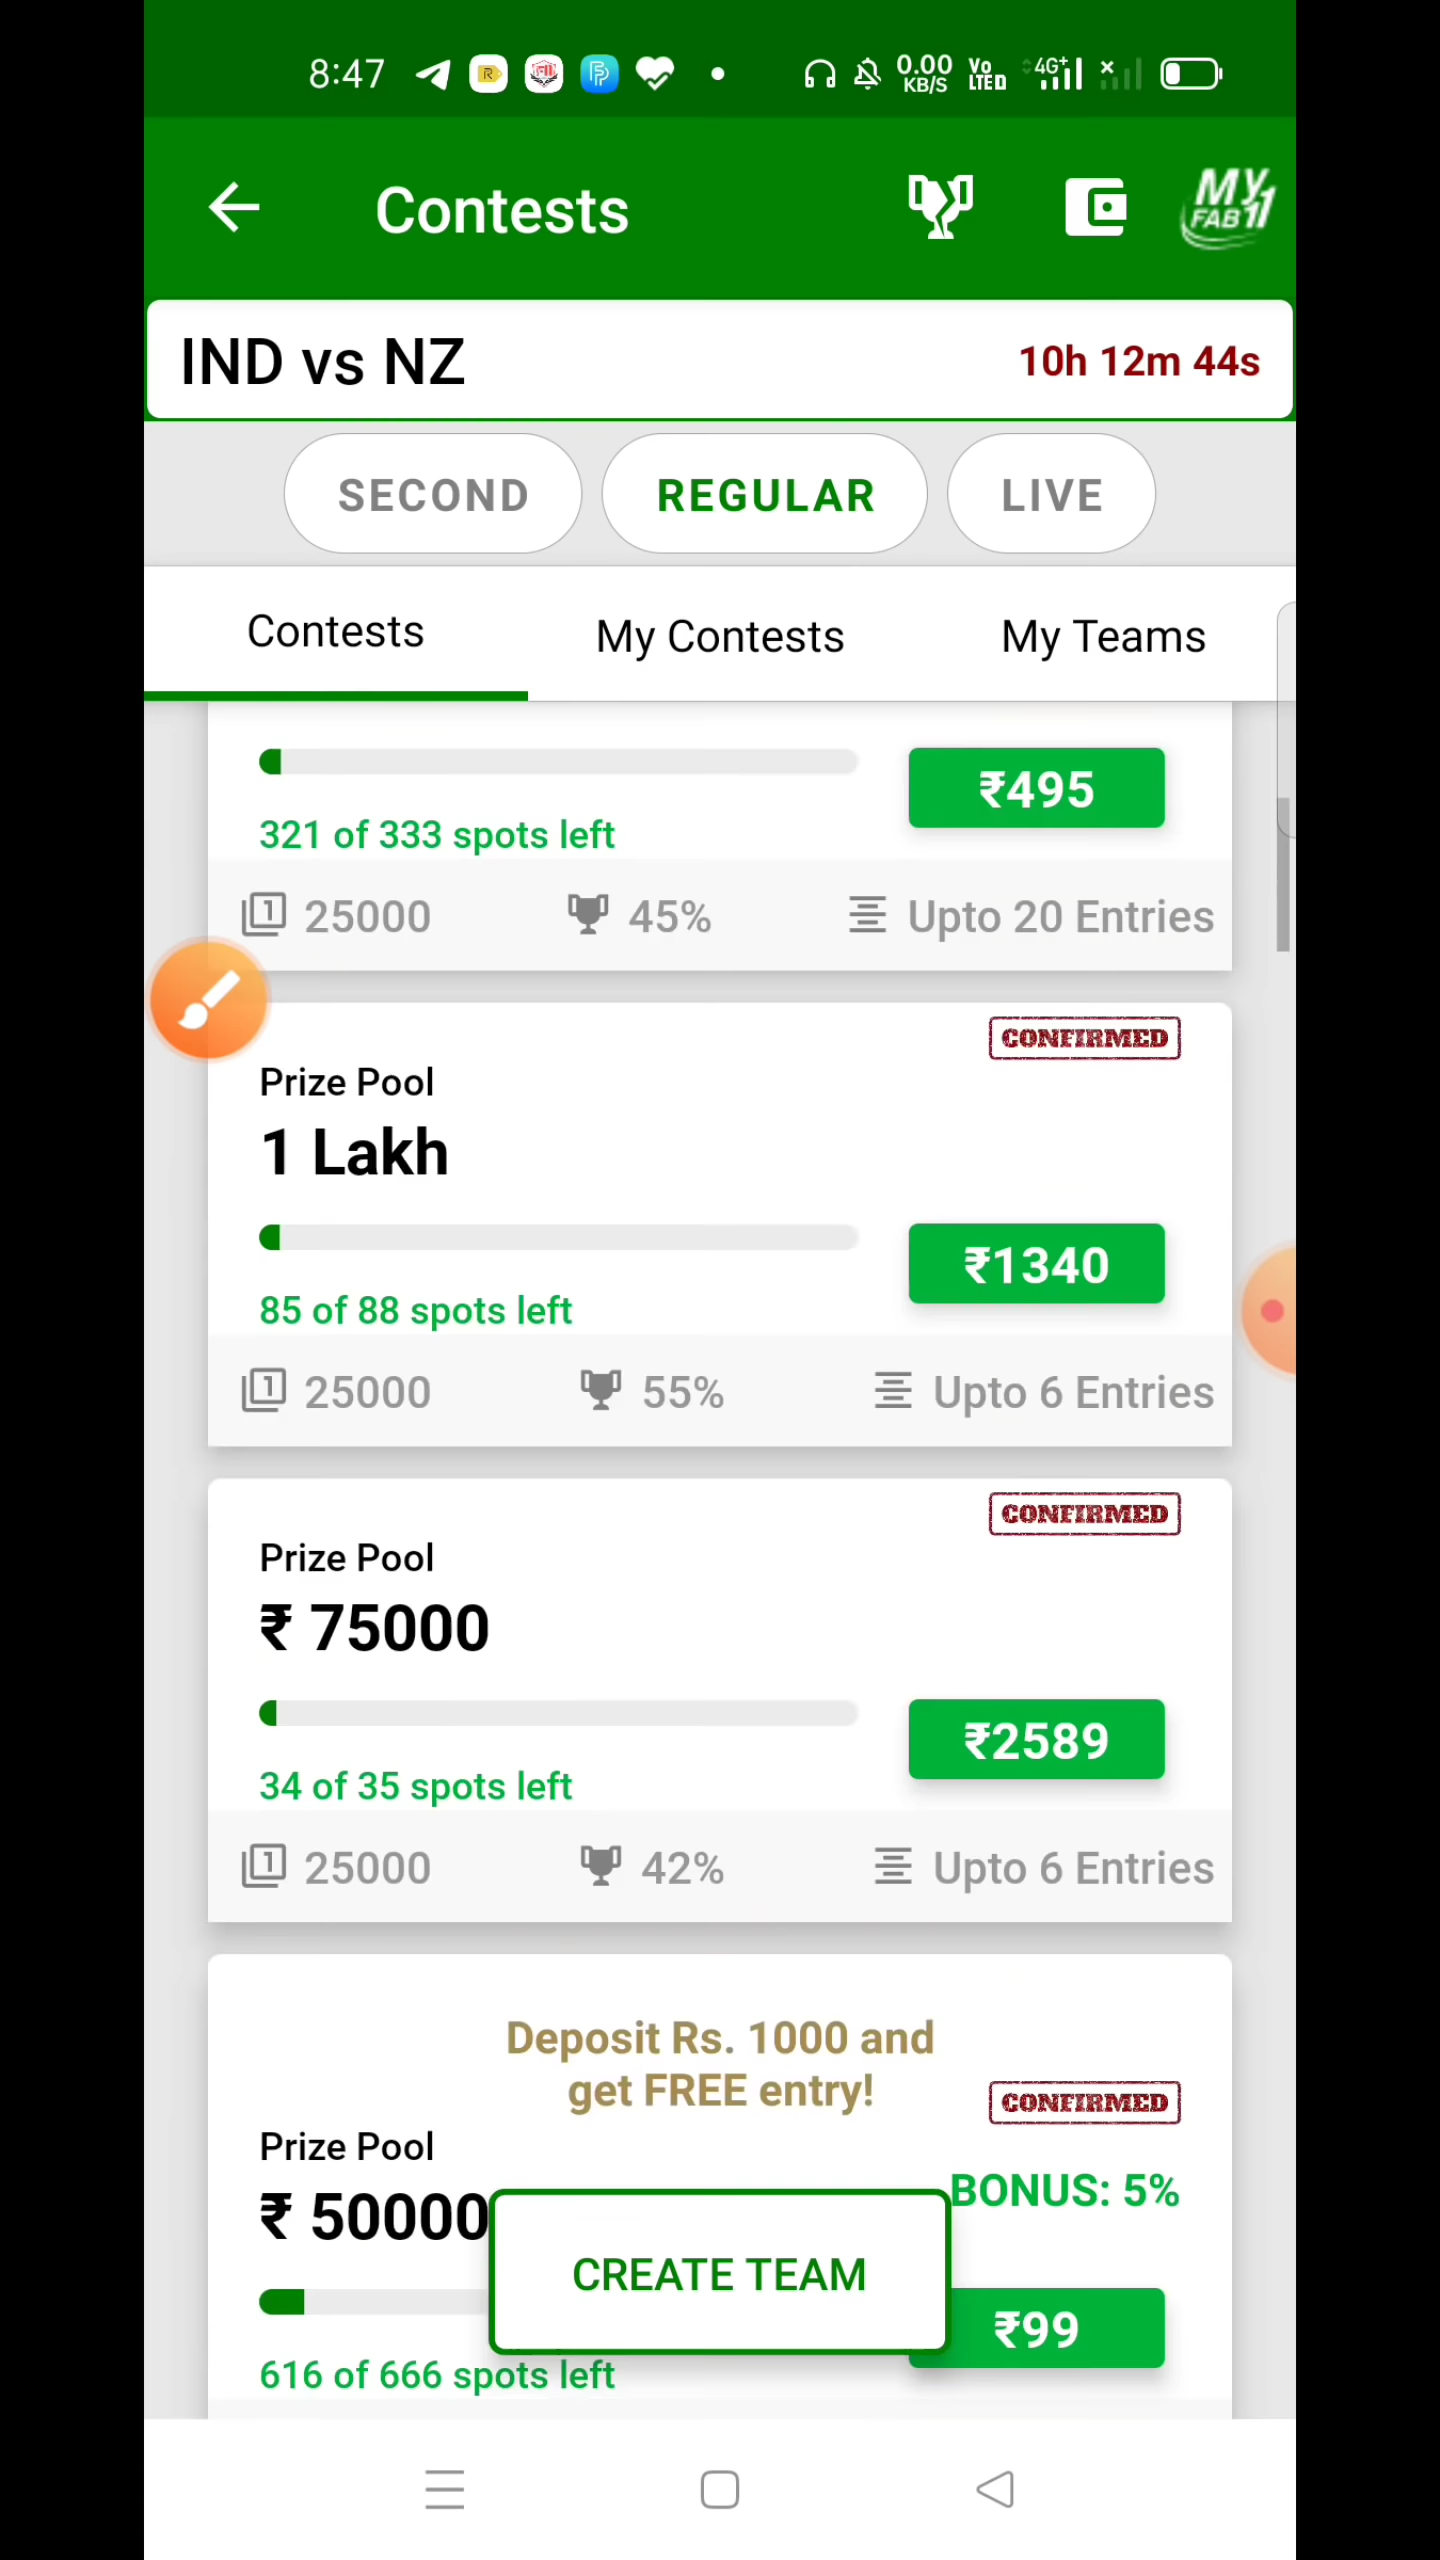 8:47
0.00 KB/S
Vo LTE
4G+
Contests
MY FAB11
IND vs NZ
10h 12m 44s
SECOND
REGULAR
LIVE
Contests
My Contests
My Teams
₹495
321 of 333 spots left
25000
45%
Upto 20 Entries
CONFIRMED
Prize Pool
1 Lakh
₹1340
85 of 88 spots left
25000
55%
Upto 6 Entries
CONFIRMED
Prize Pool
₹ 75000
₹2589
34 of 35 spots left
25000
42%
Upto 6 Entries
Deposit Rs. 1000 and
get FREE entry!
CONFIRMED
Prize Pool
BONUS: 5%
₹ 50000
CREATE TEAM
₹99
616 of 666 spots left